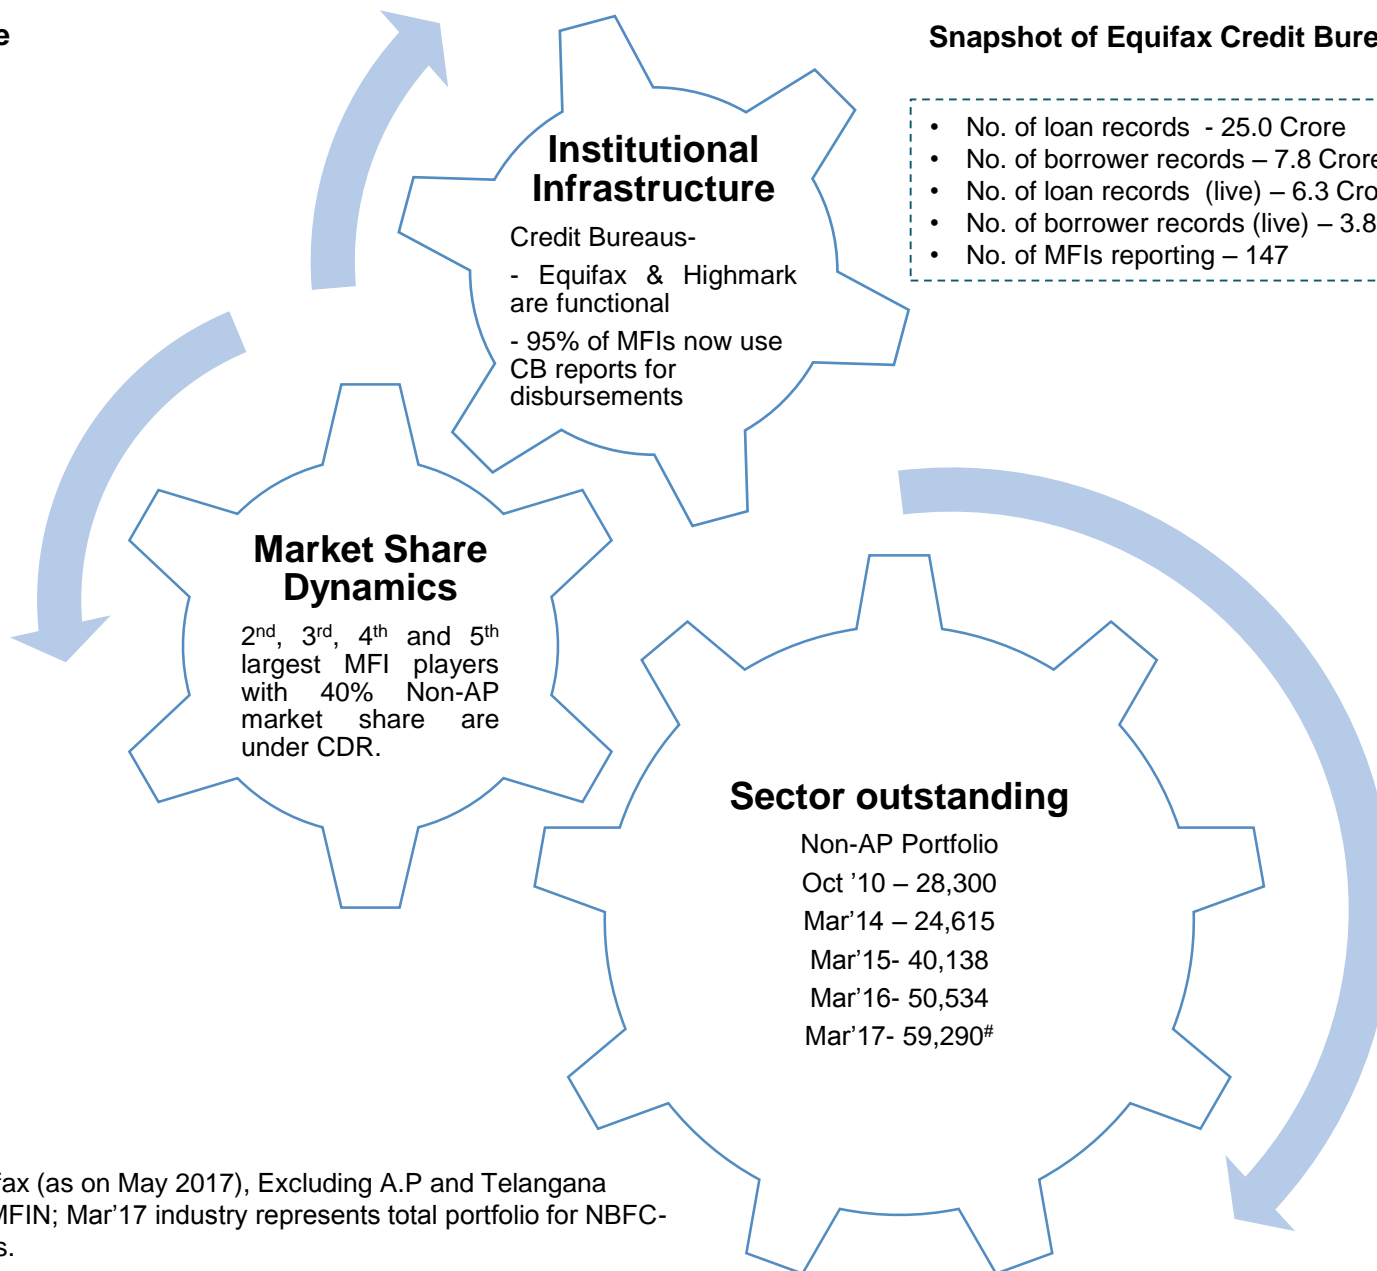 Snapshot of Equifax Credit
• No. of loan records - 25.0 Crore
• No. of borrower records – 7.8 Crore
• No. of loan records (live) – 6.3
• No. of borrower records (live) – 3.8
• No. of MFIs reporting – 147
Institutional
Infrastructure
Credit Bureaus-
- Equifax & Highmark
are functional
- 95% of MFIs now use
CB reports for
disbursements
Market Share
Dynamics
2nd, 3rd, 4th and 5th
largest MFI players
with 40% Non-AP
market share are
under CDR.
Sector outstanding
Non-AP Portfolio
Oct '10 – 28,300
Mar'14 – 24,615
Mar'15- 40,138
Mar'16- 50,534
Mar'17- 59,290#
(as on May 2017), Excluding A.P and Telangana
MFIN; Mar'17 industry represents total portfolio for NBFC-